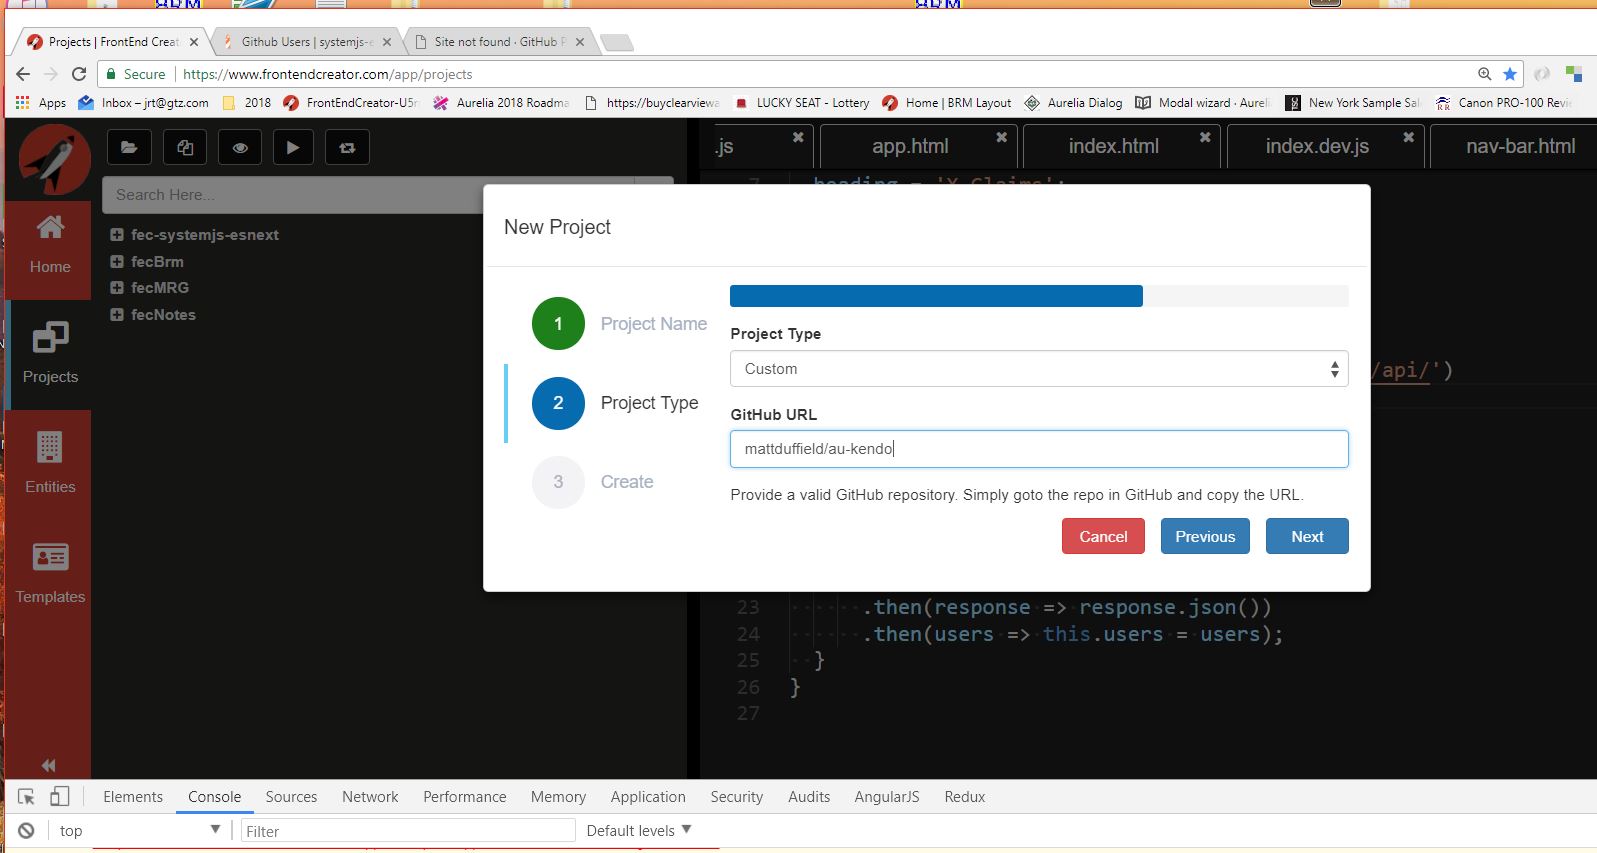 BRM
BRM
Projects | FrontEnd Creat
Github Users | systemjs-e
Site not found · GitHub P
Secure
https://www.frontendcreator.com/app/projects
Apps
Inbox – jrt@gtz.com
2018
FrontEndCreator-U5r
Aurelia 2018 Roadma
https://buyclearviewa
LUCKY SEAT - Lottery
Home | BRM Layout
Aurelia Dialog
Modal wizard · Aureli
New York Sample Sal
Canon PRO-100 Revi
.js
app.html
index.html
index.dev.js
nav-bar.html
Search Here...
7 heading = 'X Claims';
Home
Projects
Entities
Templates
fec-systemjs-esnext
fecBrm
fecMRG
fecNotes
New Project
1 Project Name
2 Project Type
3 Create
Project Type
Custom
/api/')
GitHub URL
mattduffield/au-kendo
Provide a valid GitHub repository. Simply goto the repo in GitHub and copy the URL.
Cancel
Previous
Next
23 .then(response => response.json())
24 .then(users => this.users = users);
25 }
26 }
27
Elements
Console
Sources
Network
Performance
Memory
Application
Security
Audits
AngularJS
Redux
top
Filter
Default levels